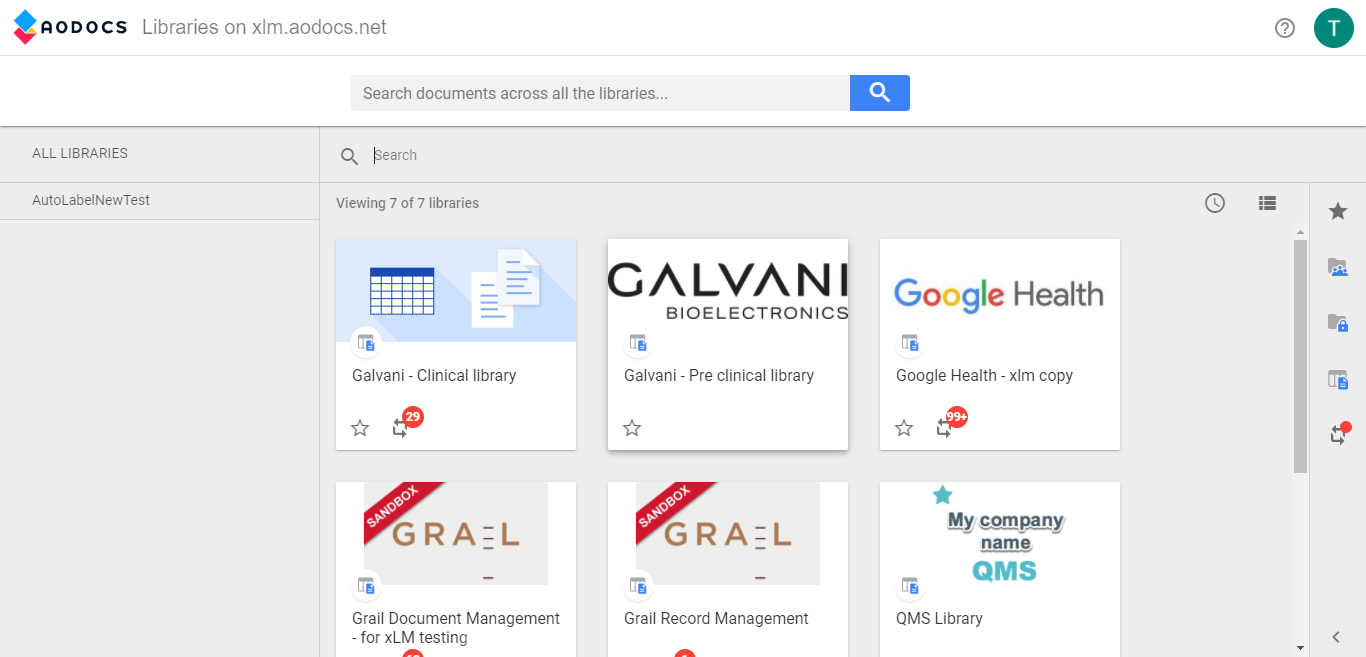 AODOCS
Libraries on xlm.aodocs.net
T
Search documents across all the libraries...
ALL LIBRARIES
Search
AutoLabelNewTest
Viewing 7 of 7 libraries
GALVANI
BIOELECTRONICS
Google Health
Galvani - Clinical library
Galvani - Pre clinical library
Google Health - xlm copy
29
99+
SANDBOX
GRAEL
SANDBOX
GRAEL
My company
name
QMS
Grail Document Management
- for xLM testing
Grail Record Management
QMS Library